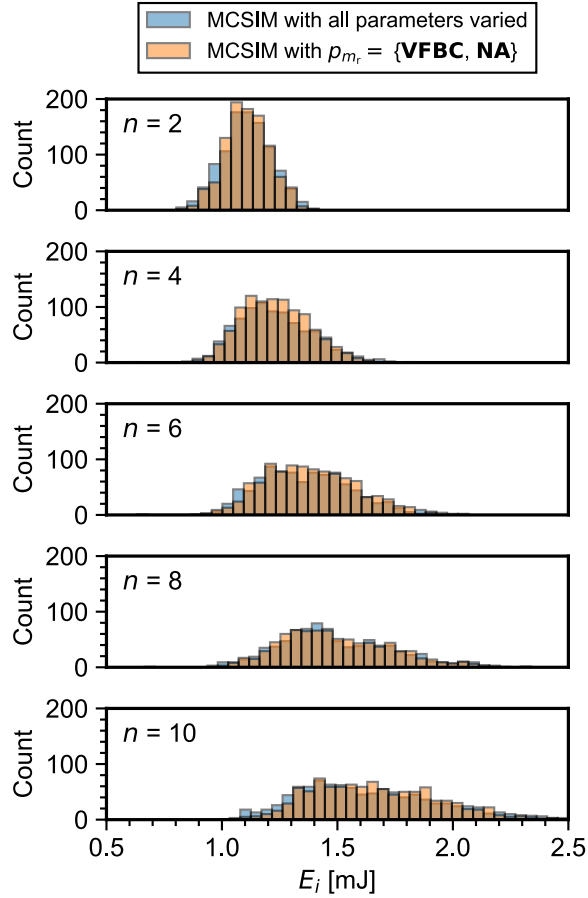 MCSIM with all parameters varied
MCSIM with p_{m_r} = {VFBC, NA}
200
100
0
Count
n = 2
200
100
0
Count
n = 4
200
100
0
Count
n = 6
200
100
0
Count
n = 8
200
100
0
Count
n = 10
0.5 1.0 1.5 2.0 2.5
E_i [mJ]